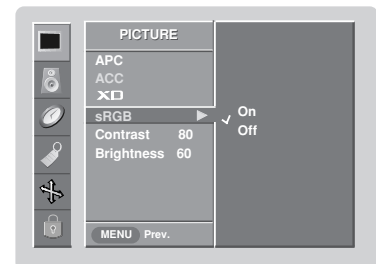 PICTURE
APC
ACC
XD
sRGB
On
Off
Contrast 80
Brightness 60
MENU Prev.